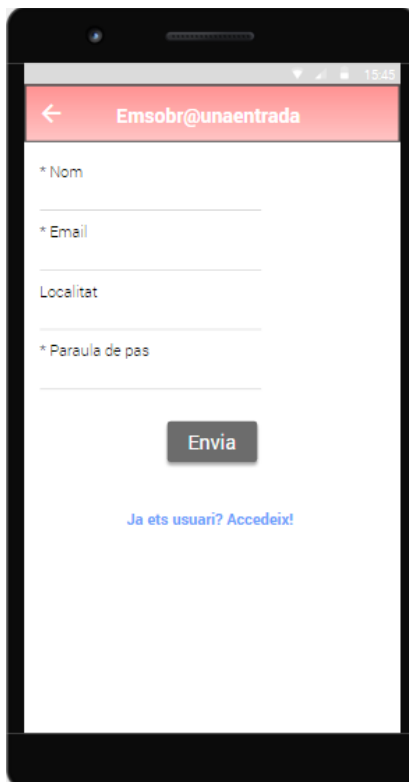 15:45
Emsobr@unaentrada
* Nom
* Email
Localitat
* Paraula de pas
Envia
Ja ets usuari? Accedeix!